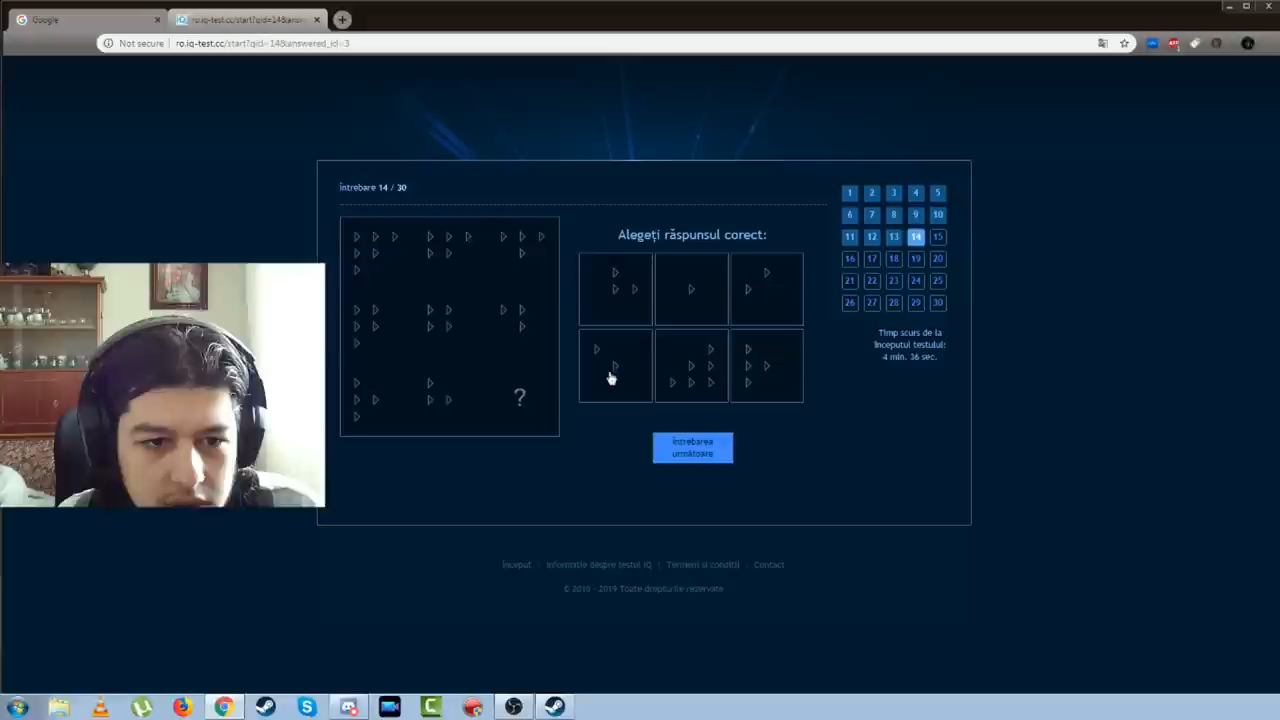 Google
ro.iq-test.cc/start?qid=14&answ
Not secure
ro.iq-test.cc/start?qid=14&answered_id=3
Întrebare 14 / 30
Alegeți răspunsul corect:
?
Întrebarea
următoare
1 2 3 4 5
6 7 8 9 10
11 12 13 14 15
16 17 18 19 20
21 22 23 24 25
26 27 28 29 30
Timp scurs de la
începutul testului:
4 min. 36 sec.
Început | Informatie despre testul IQ | Termeni si conditii | Contact
© 2010 - 2019 Toate drepturile rezervate